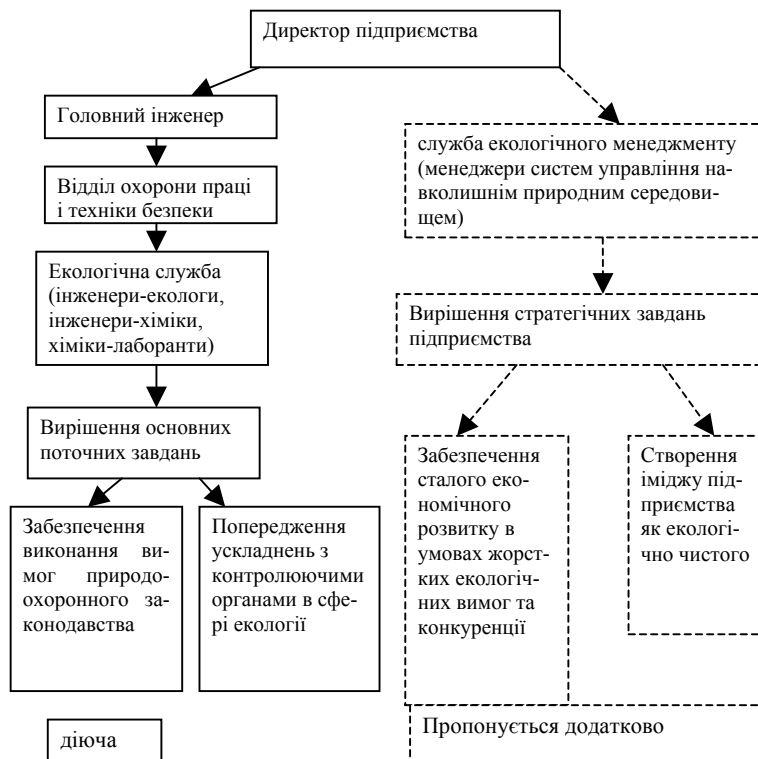 Директор підприємства
Головний інженер
Відділ охорони праці
і техніки безпеки
Екологічна служба
(інженери-екологи,
інженери-хіміки,
хіміки-лаборанти)
Вирішення основних
поточних завдань
Забезпечення
виконання ви-
мог природо-
охоронного за-
конодавства
Попередження
ускладнень з
контролюючими
органами в сфе-
рі екології
служба екологічного менеджменту
(менеджери систем управління на-
вколишнім природним середови-
щем)
Вирішення стратегічних завдань
підприємства
Забезпечення
сталого еко-
номічного
розвитку в
умовах жорст-
ких екологіч-
них вимог та
конкуренції
Створення
іміджу під-
приємства
як екологі-
чно чистого
діюча
Пропонується додатково